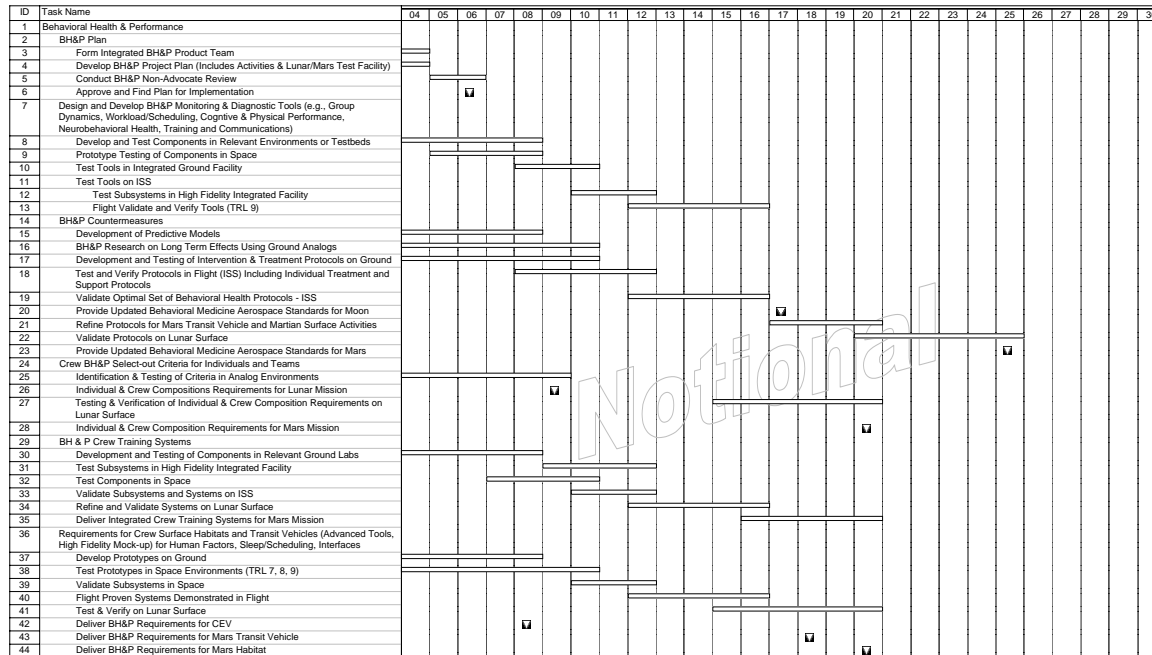 ID Task Name 04 05 06 07 08 09 10 11 12 13 14 15 16 17 18 19 20 21 22 23 24 25 26 27 28 29
1 Behavioral Health & Performance
2 BH&P Plan
3 Form Integrated BH&P Product Team
4 Develop BH&P Project Plan (Includes Activities & Lunar/Mars Test Facility)
5 Conduct BH&P Non-Advocate Review
6 Approve and Find Plan for Implementation
7 Design and Develop BH&P Monitoring & Diagnostic Tools (e.g., Group
Dynamics, Workload/Scheduling, Cogntive & Physical Performance,
Neurobehavioral Health, Training and Communications)
8 Develop and Test Components in Relevant Environments or Testbeds
9 Prototype Testing of Components in Space
10 Test Tools in Integrated Ground Facility
11 Test Tools on ISS
12 Test Subsystems in High Fidelity Integrated Facility
13 Flight Validate and Verify Tools (TRL 9)
14 BH&P Countermeasures
15 Development of Predictive Models
16 BH&P Research on Long Term Effects Using Ground Analogs
17 Development and Testing of Intervention & Treatment Protocols on Ground
18 Test and Verify Protocols in Flight (ISS) Including Individual Treatment and
Support Protocols
19 Validate Optimal Set of Behavioral Health Protocols - ISS
20 Provide Updated Behavioral Medicine Aerospace Standards for Moon
21 Refine Protocols for Mars Transit Vehicle and Martian Surface Activities
22 Validate Protocols on Lunar Surface
23 Provide Updated Behavioral Medicine Aerospace Standards for Mars
24 Crew BH&P Select-out Criteria for Individuals and Teams
25 Identification & Testing of Criteria in Analog Environments
26 Individual & Crew Compositions Requirements for Lunar Mission
27 Testing & Verification of Individual & Crew Composition Requirements on
Lunar Surface
28 Individual & Crew Composition Requirements for Mars Mission
29 BH & P Crew Training Systems
30 Development and Testing of Components in Relevant Ground Labs
31 Test Subsystems in High Fidelity Integrated Facility
32 Test Components in Space
33 Validate Subsystems and Systems on ISS
34 Refine and Validate Systems on Lunar Surface
35 Deliver Integrated Crew Training Systems for Mars Mission
36 Requirements for Crew Surface Habitats and Transit Vehicles (Advanced Tools,
High Fidelity Mock-up) for Human Factors, Sleep/Scheduling, Interfaces
37 Develop Prototypes on Ground
38 Test Prototypes in Space Environments (TRL 7, 8, 9)
39 Validate Subsystems in Space
40 Flight Proven Systems Demonstrated in Flight
41 Test & Verify on Lunar Surface
42 Deliver BH&P Requirements for CEV
43 Deliver BH&P Requirements for Mars Transit Vehicle
44 Deliver BH&P Requirements for Mars Habitat
Notional